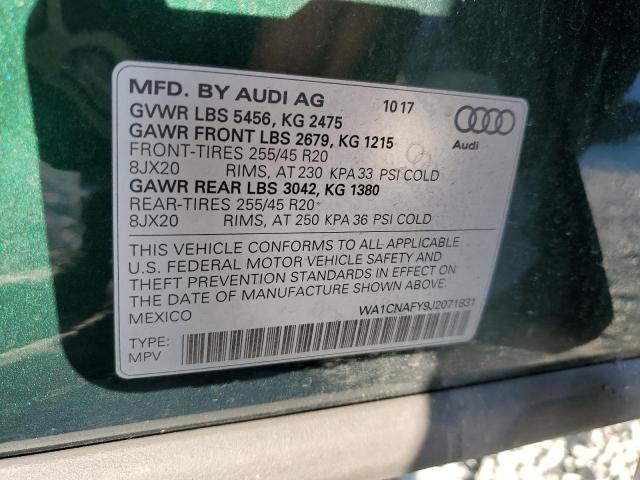 MFD. BY AUDI AG 10 17
GVWR LBS 5456, KG 2475
GAWR FRONT LBS 2679, KG 1215
FRONT-TIRES 255/45 R20
8JX20 RIMS, AT 230 KPA 33 PSI COLD
GAWR REAR LBS 3042, KG 1380
REAR-TIRES 255/45 R20
8JX20 RIMS, AT 250 KPA 36 PSI COLD
Audi
THIS VEHICLE CONFORMS TO ALL APPLICABLE
U.S. FEDERAL MOTOR VEHICLE SAFETY AND
THEFT PREVENTION STANDARDS IN EFFECT ON
THE DATE OF MANUFACTURE SHOWN ABOVE.
MEXICO
WA1CNAFY9J2071831
TYPE:
MPV